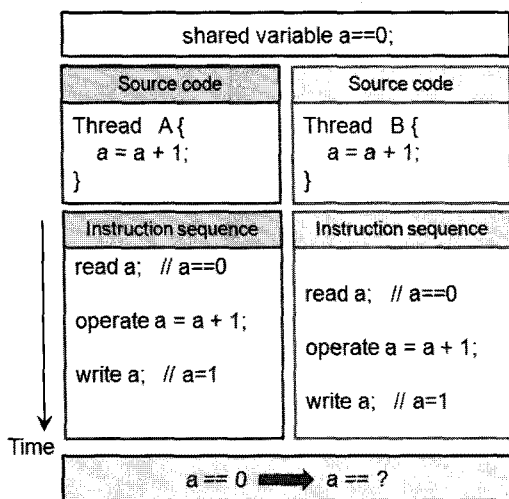 shared variable a==0;
Source code
Thread A {
a = a + 1;
}
Source code
Thread B {
a = a + 1;
}
Instruction sequence
read a; // a==0
operate a = a + 1;
write a; // a=1
Instruction sequence
read a; // a==0
operate a = a + 1;
write a; // a=1
Time
a == 0 ➡ a == ?